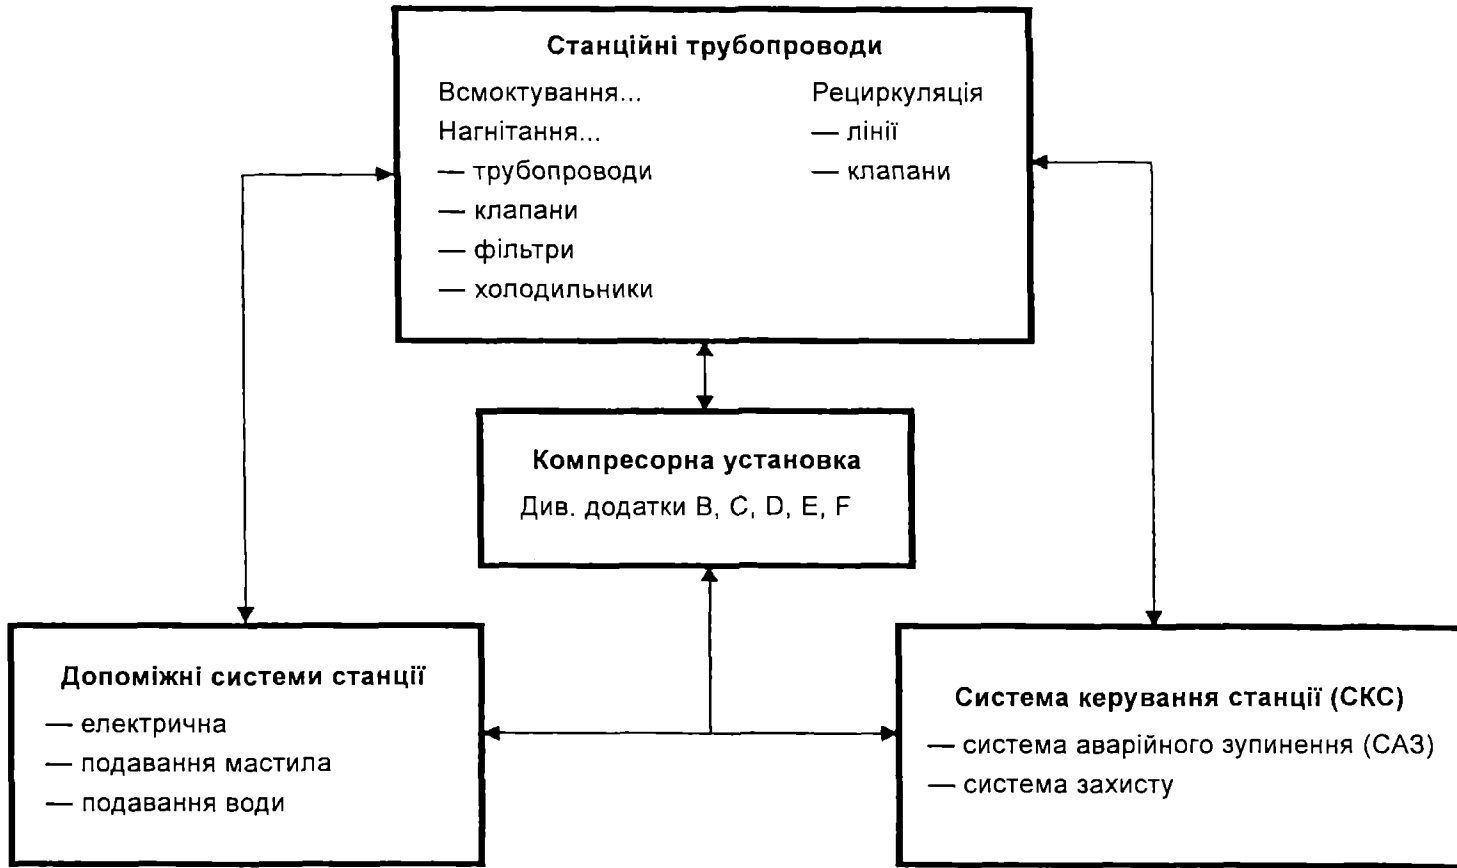 Станційні трубопроводи
Всмоктування...
Нагнітання...
— трубопроводи
— клапани
— фільтри
— холодильники
Рециркуляція
— лінії
— клапани
Компресорна установка
Див. додатки B, C, D, E, F
Допоміжні системи станції
— електрична
— подавання мастила
— подавання води
Система керування станції (СКС)
— система аварійного зупинення (САЗ)
— система захисту